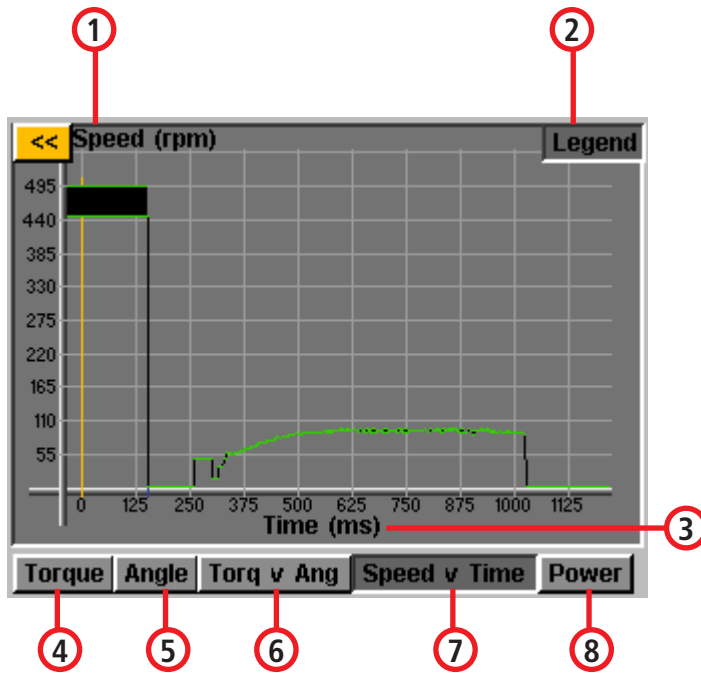 1 2
<< Speed (rpm) Legend
495
440
385
330
275
220
165
110
55
0 125 250 375 500 625 750 875 1000 1125
Time (ms) 3
Torque Angle Torq v Ang Speed v Time Power
4 5 6 7 8